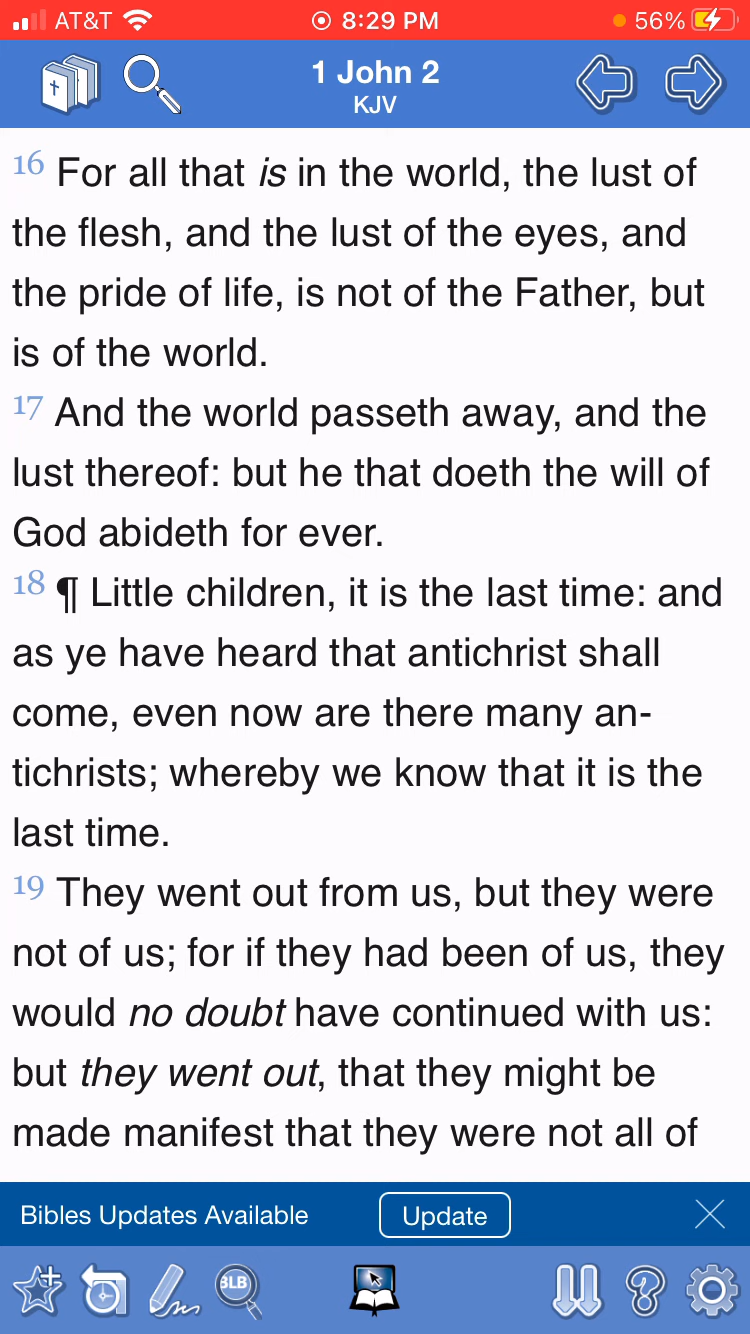 AT&T 8:29 PM 56%
1 John 2
KJV
16 For all that is in the world, the lust of
the flesh, and the lust of the eyes, and
the pride of life, is not of the Father, but
is of the world.
17 And the world passeth away, and the
lust thereof: but he that doeth the will of
God abideth for ever.
18 ¶ Little children, it is the last time: and
as ye have heard that antichrist shall
come, even now are there many an-
tichrists; whereby we know that it is the
last time.
19 They went out from us, but they were
not of us; for if they had been of us, they
would no doubt have continued with us:
but they went out, that they might be
made manifest that they were not all of
Bibles Updates Available Update
BLB